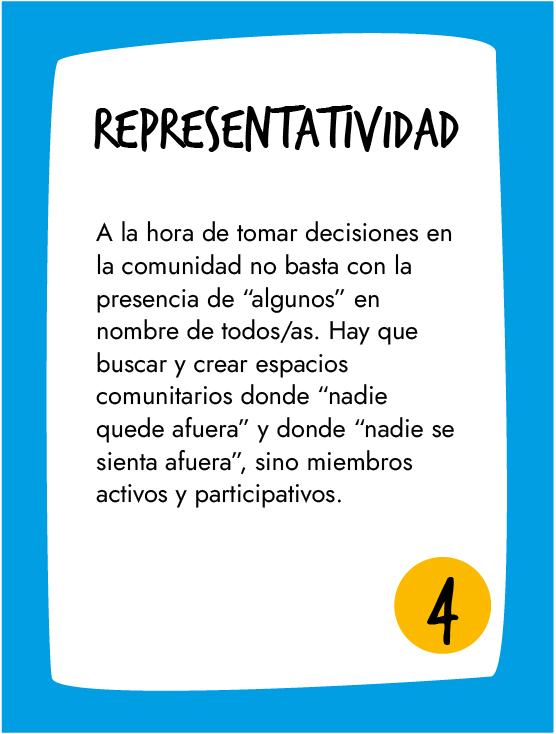 REPRESENTATIVIDAD
A la hora de tomar decisiones en
la comunidad no basta con la
presencia de “algunos” en
nombre de todos/as. Hay que
buscar y crear espacios
comunitarios donde “nadie
quede afuera” y donde “nadie se
sienta afuera”, sino miembros
activos y participativos.
4